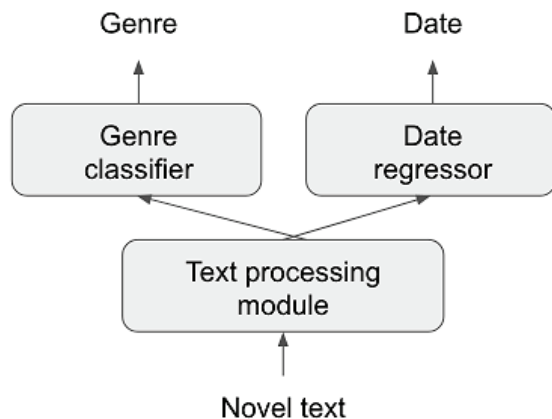 Genre
Date
Genre
classifier
Date
regressor
Text processing
module
Novel text